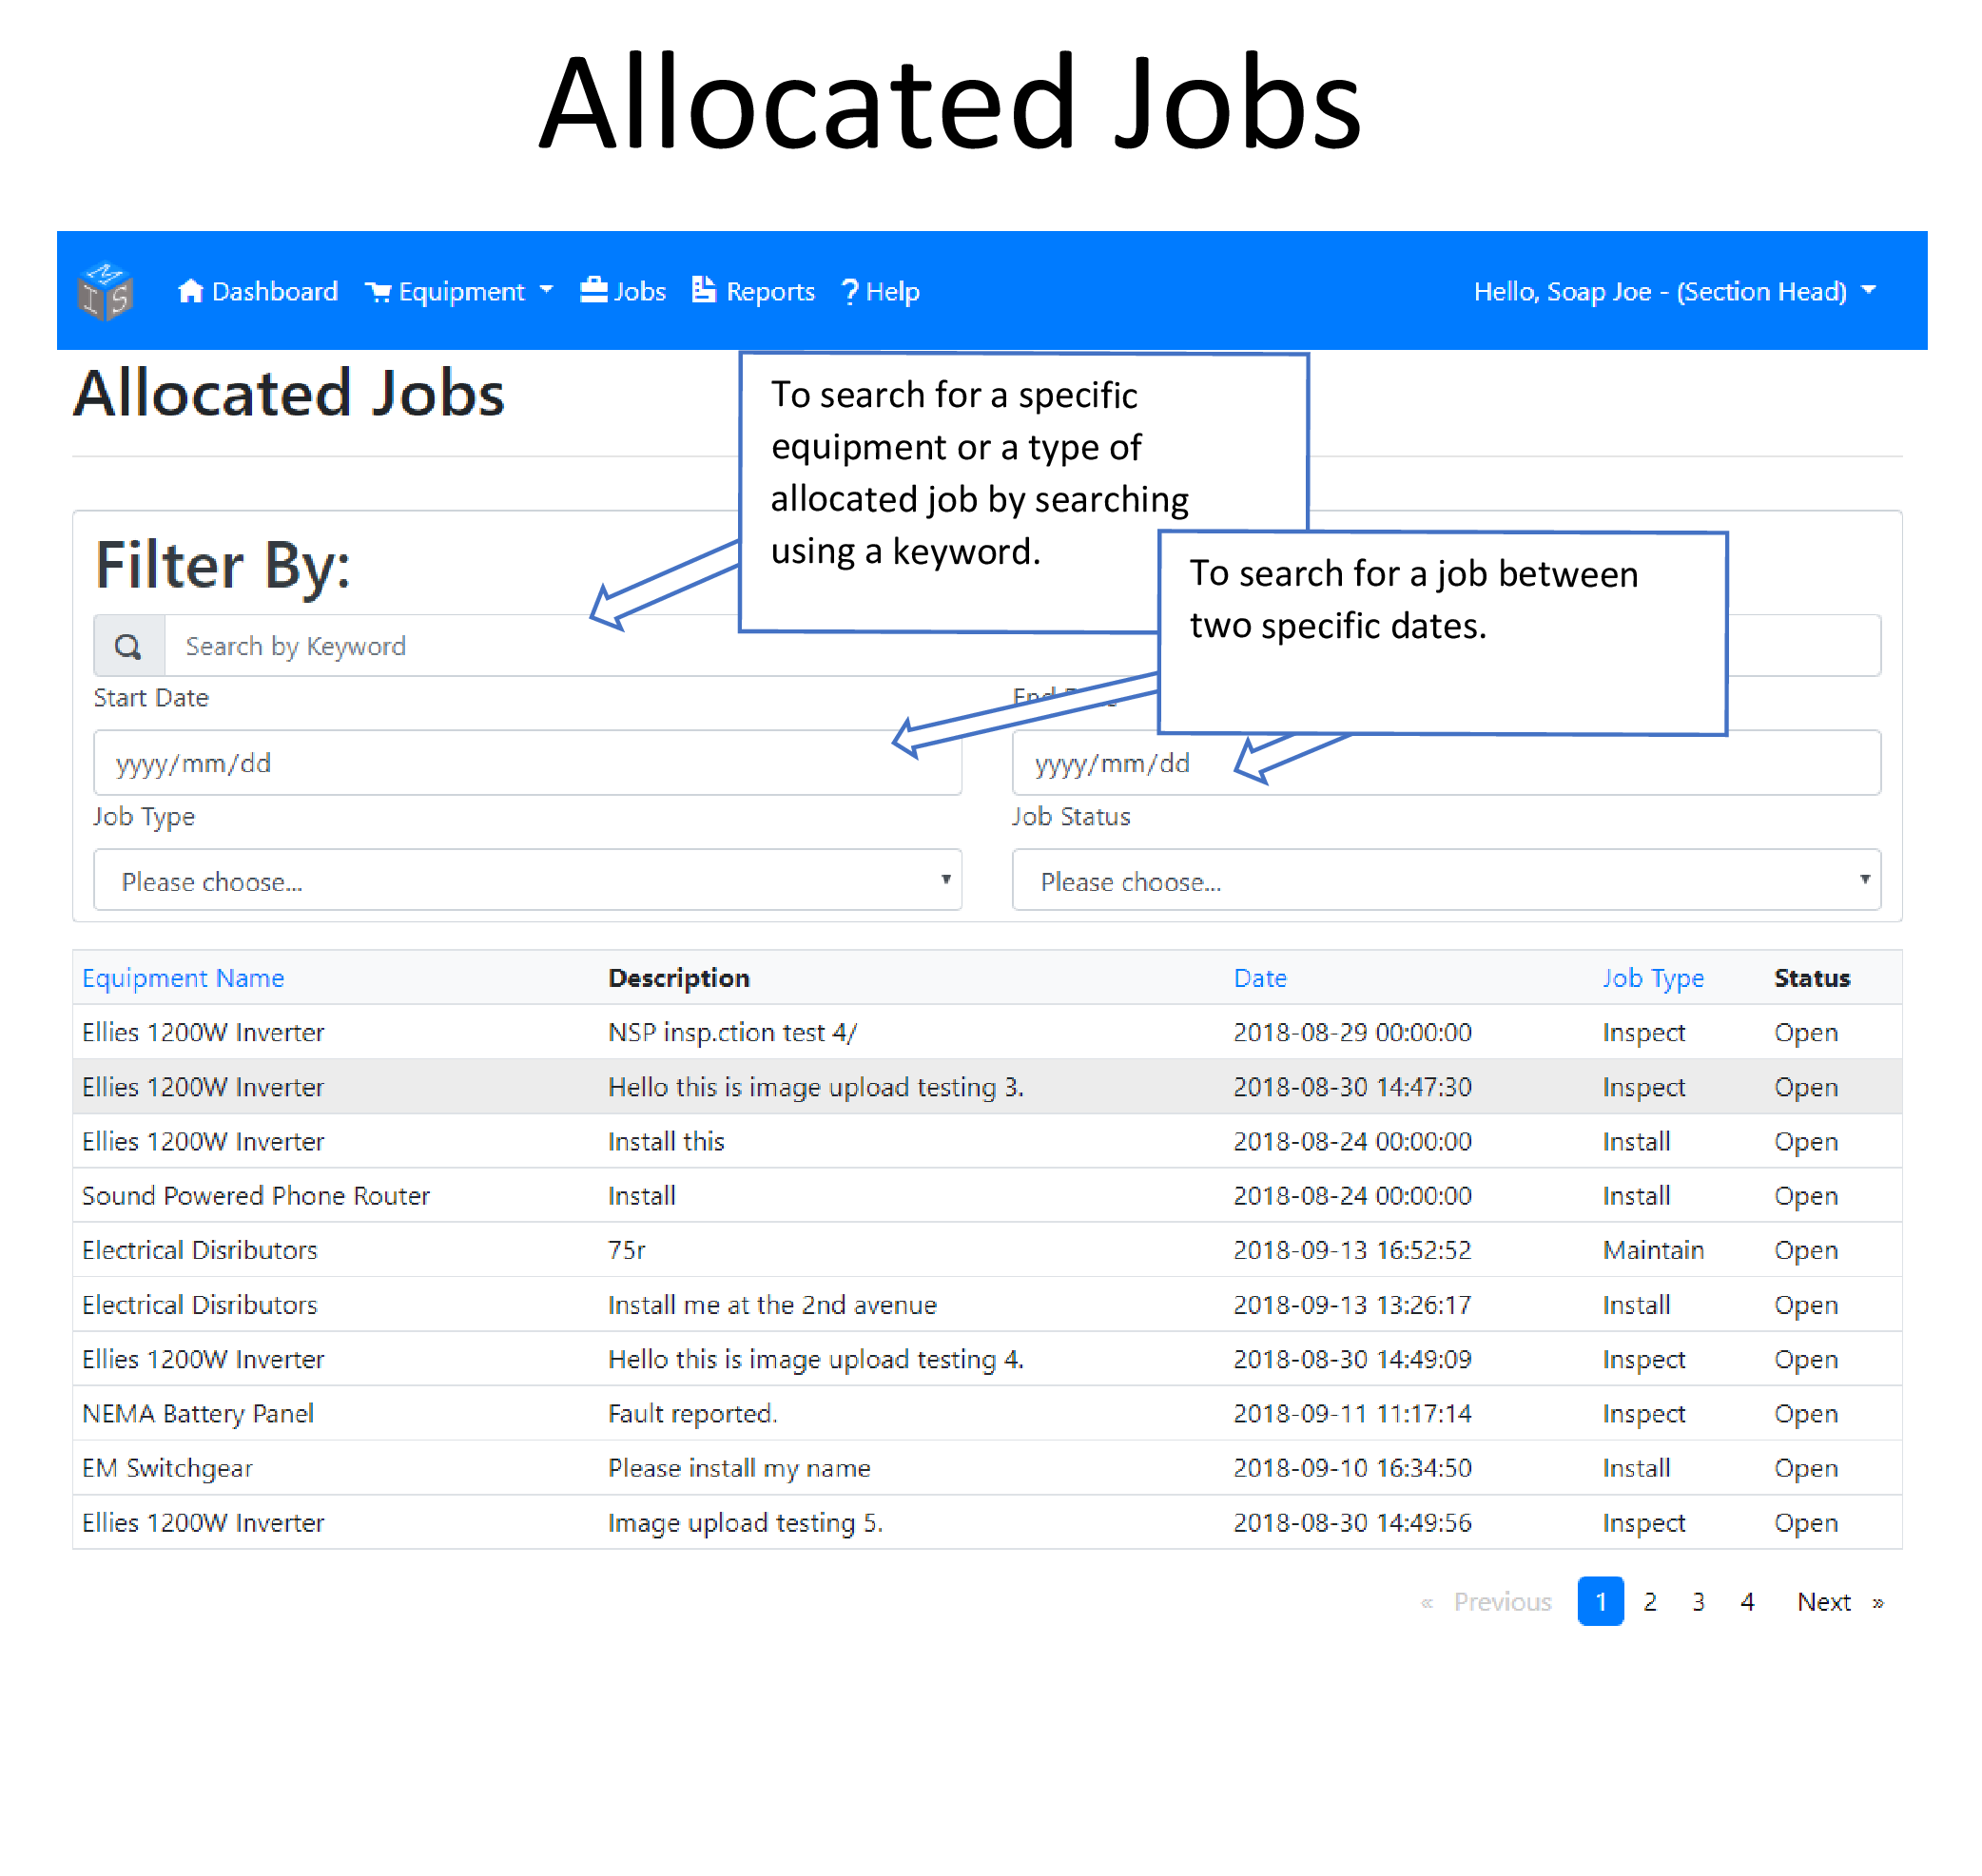 Allocated Jobs
MIS
Dashboard Equipment Jobs Reports ? Help Hello, Soap Joe - (Section Head)
Allocated Jobs
To search for a specific
equipment or a type of
allocated job by searching
using a keyword.
To search for a job between
two specific dates.
Filter By:
Search by Keyword
Start Date
yyyy/mm/dd yyyy/mm/dd
Job Type Job Status
Please choose... Please choose...
Equipment Name Description Date Job Type Status
Ellies 1200W Inverter NSP insp.ction test 4/ 2018-08-29 00:00:00 Inspect Open
Ellies 1200W Inverter Hello this is image upload testing 3. 2018-08-30 14:47:30 Inspect Open
Ellies 1200W Inverter Install this 2018-08-24 00:00:00 Install Open
Sound Powered Phone Router Install 2018-08-24 00:00:00 Install Open
Electrical Disributors 75r 2018-09-13 16:52:52 Maintain Open
Electrical Disributors Install me at the 2nd avenue 2018-09-13 13:26:17 Install Open
Ellies 1200W Inverter Hello this is image upload testing 4. 2018-08-30 14:49:09 Inspect Open
NEMA Battery Panel Fault reported. 2018-09-11 11:17:14 Inspect Open
EM Switchgear Please install my name 2018-09-10 16:34:50 Install Open
Ellies 1200W Inverter Image upload testing 5. 2018-08-30 14:49:56 Inspect Open
« Previous 1 2 3 4 Next »